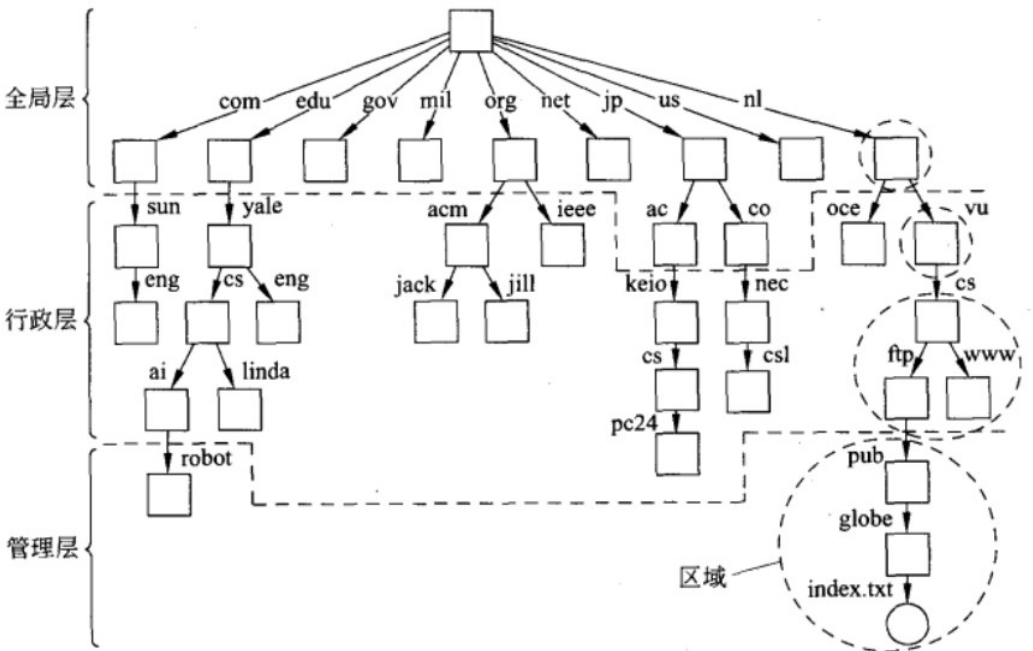 全局层
com edu gov mil org net jp us nl
行政层
sun yale acm ieee ac co oce vu
eng cs eng jack jill keio nec cs
ai linda cs csl ftp www
pc24
管理层
robot pub
globe
区域
index.txt